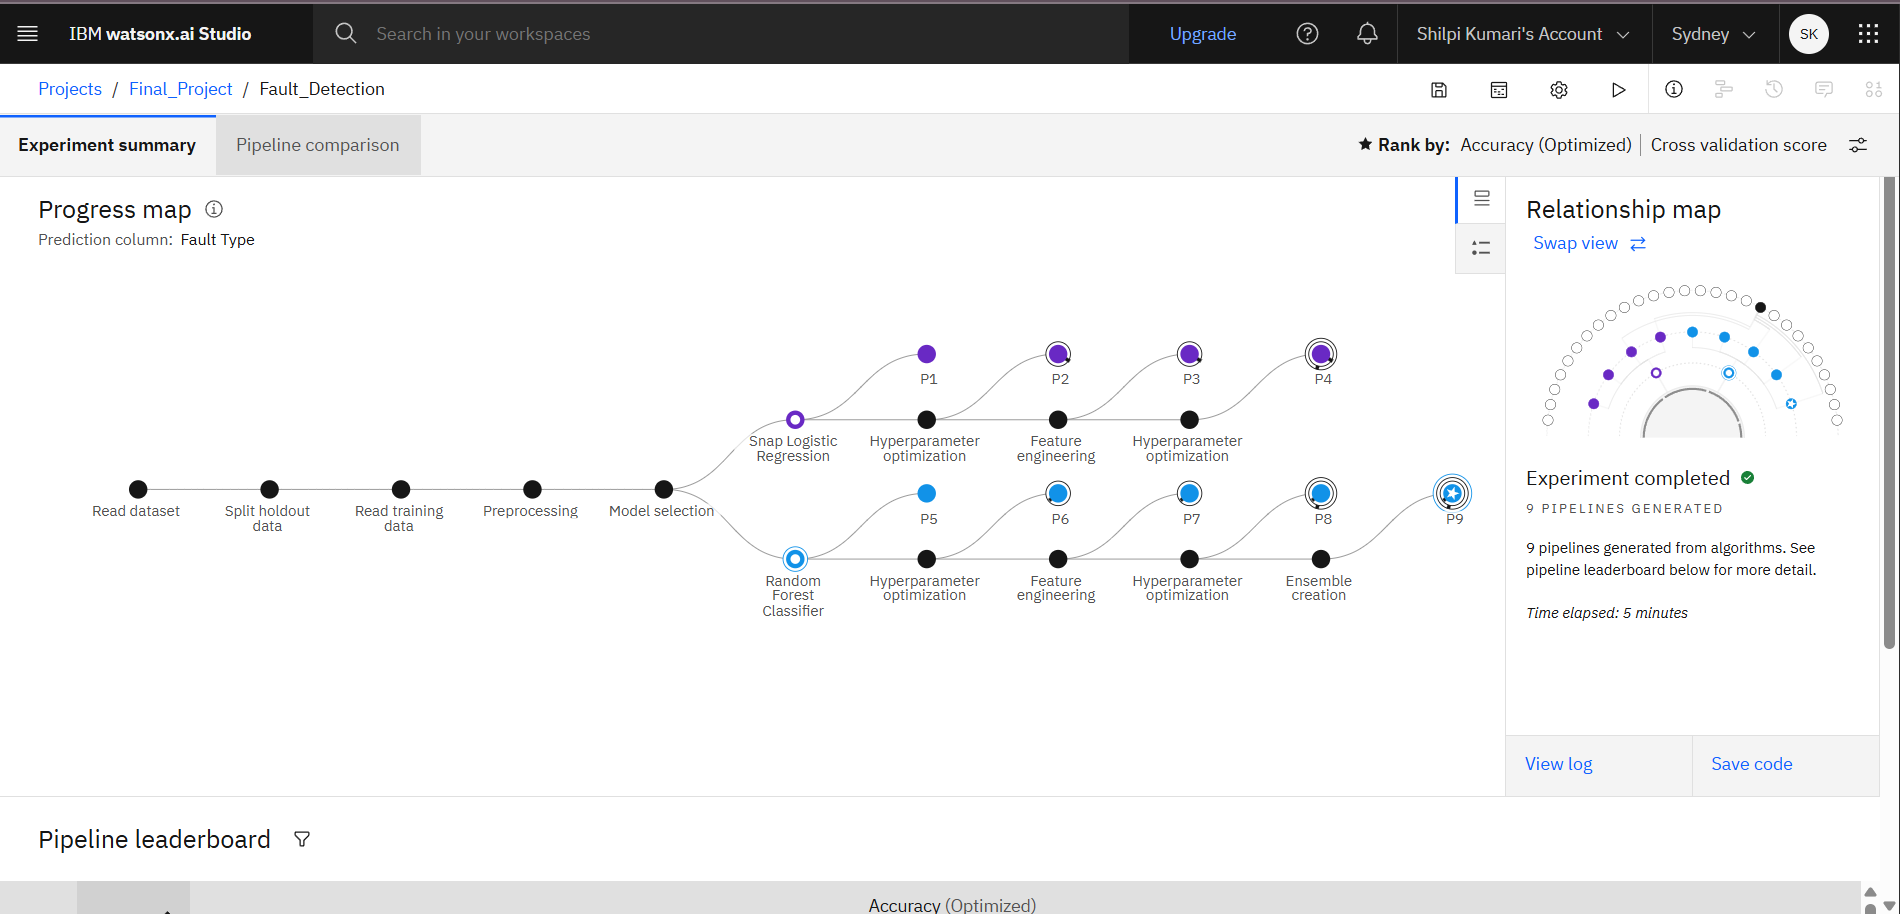 IBM watsonx.ai Studio
Search in your workspaces
Upgrade
Shilpi Kumari's Account
Sydney
SK
Projects / Final_Project / Fault_Detection
Experiment summary
Pipeline comparison
Rank by: Accuracy (Optimized) | Cross validation score
Progress map
Prediction column: Fault Type
P1
P2
P3
P4
Snap Logistic
Regression
Hyperparameter
optimization
Feature
engineering
Hyperparameter
optimization
Read dataset
Split holdout
data
Read training
data
Preprocessing
Model selection
P5
P6
P7
P8
P9
Random
Forest
Classifier
Hyperparameter
optimization
Feature
engineering
Hyperparameter
optimization
Ensemble
creation
Relationship map
Swap view
Experiment completed
9 PIPELINES GENERATED
9 pipelines generated from algorithms. See
pipeline leaderboard below for more detail.
Time elapsed: 5 minutes
View log
Save code
Pipeline leaderboard
Accuracy (Optimized)